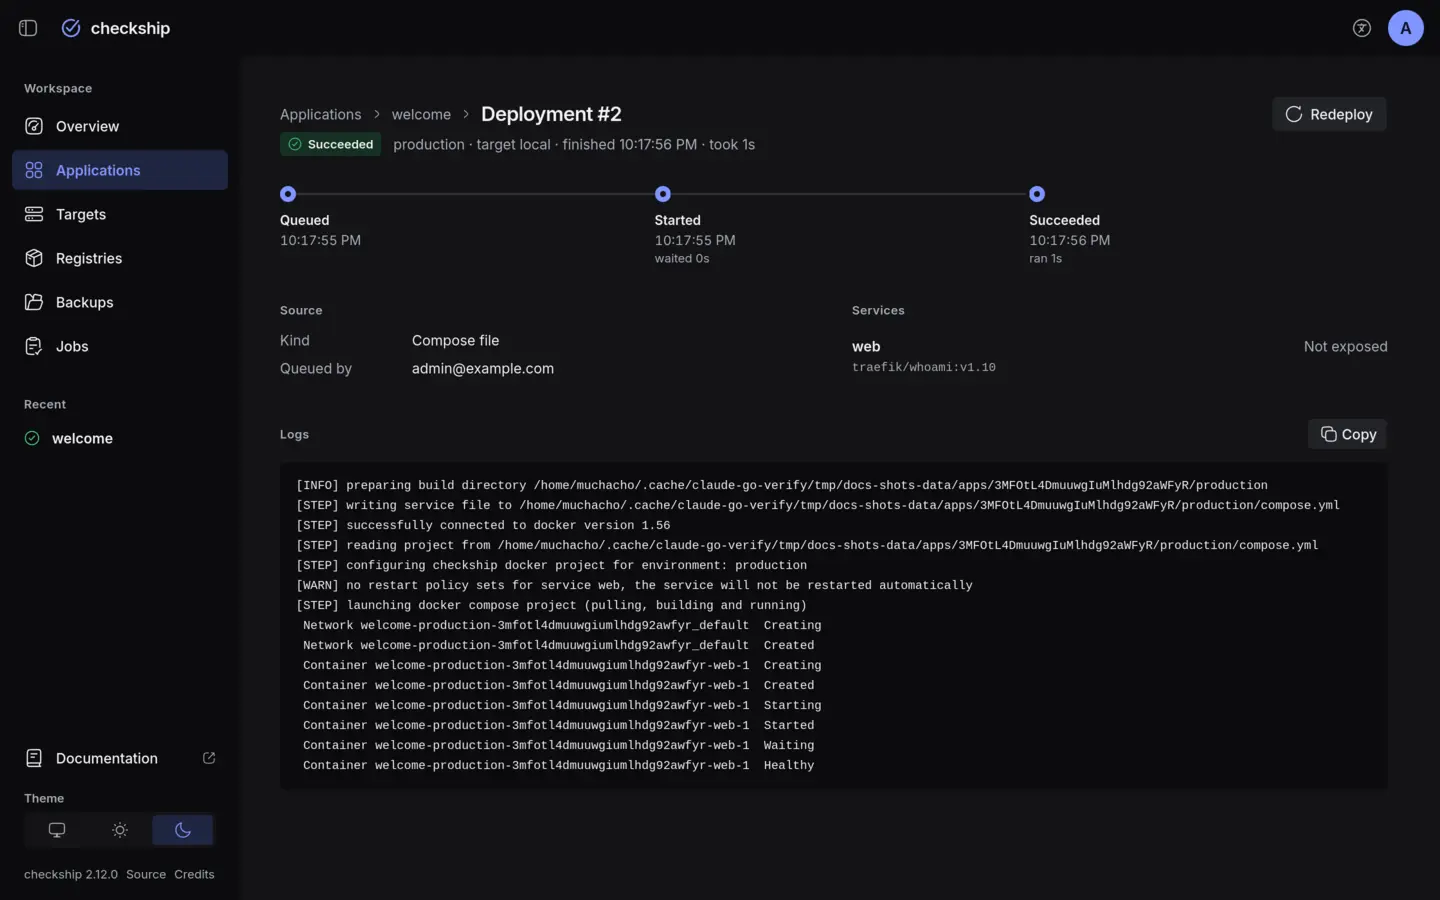 checkship
A
Workspace
Overview
Applications
Targets
Registries
Backups
Jobs
Recent
welcome
Documentation
Theme
checkship 2.12.0 Source Credits
Applications > welcome > Deployment #2
Redeploy
Succeeded production · target local · finished 10:17:56 PM · took 1s
Queued
10:17:55 PM
Started
10:17:55 PM
waited 0s
Succeeded
10:17:56 PM
ran 1s
Source
Kind Compose file
Queued by admin@example.com
Services
web
traefik/whoami:v1.10
Not exposed
Logs
Copy
[INFO] preparing build directory /home/muchacho/.cache/claude-go-verify/tmp/docs-shots-data/apps/3MFOtL4DmuuwgIuMlhdg92aWFyR/production
[STEP] writing service file to /home/muchacho/.cache/claude-go-verify/tmp/docs-shots-data/apps/3MFOtL4DmuuwgIuMlhdg92aWFyR/production/compose.yml
[STEP] successfully connected to docker version 1.56
[STEP] reading project from /home/muchacho/.cache/claude-go-verify/tmp/docs-shots-data/apps/3MFOtL4DmuuwgIuMlhdg92aWFyR/production/compose.yml
[STEP] configuring checkship docker project for environment: production
[WARN] no restart policy sets for service web, the service will not be restarted automatically
[STEP] launching docker compose project (pulling, building and running)
Network welcome-production-3mfotl4dmuuwgiumlhdg92awfyr_default  Creating
Network welcome-production-3mfotl4dmuuwgiumlhdg92awfyr_default  Created
Container welcome-production-3mfotl4dmuuwgiumlhdg92awfyr-web-1  Creating
Container welcome-production-3mfotl4dmuuwgiumlhdg92awfyr-web-1  Created
Container welcome-production-3mfotl4dmuuwgiumlhdg92awfyr-web-1  Starting
Container welcome-production-3mfotl4dmuuwgiumlhdg92awfyr-web-1  Started
Container welcome-production-3mfotl4dmuuwgiumlhdg92awfyr-web-1  Waiting
Container welcome-production-3mfotl4dmuuwgiumlhdg92awfyr-web-1  Healthy